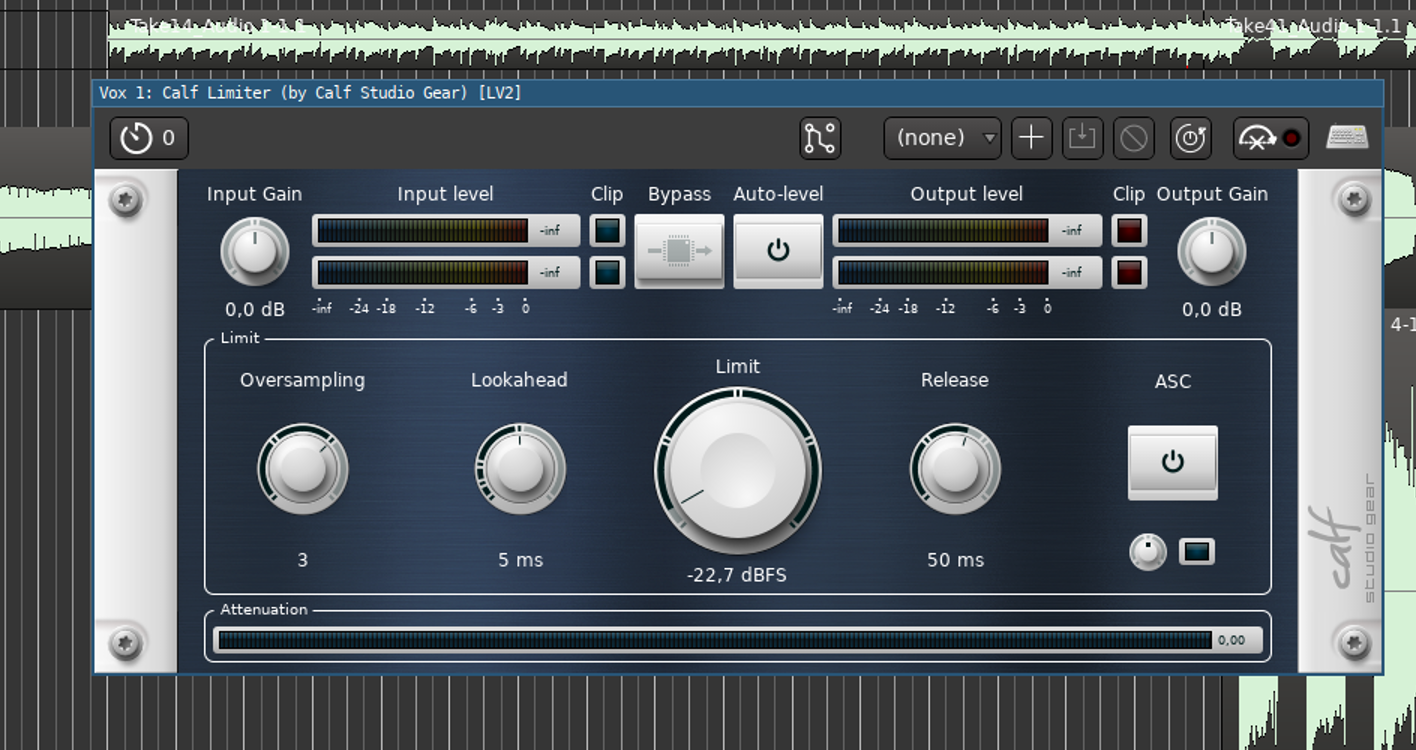 Take14_Audio 1-1.1
Take41_Audio 1-1.1
Vox 1: Calf Limiter (by Calf Studio Gear) [LV2]
0
(none)
Input Gain
Input level
Clip
Bypass
Auto-level
Output level
Clip
Output Gain
-inf
-inf
-inf
-inf
0,0 dB
-inf -24 -18 -12 -6 -3 0
-inf -24 -18 -12 -6 -3 0
0,0 dB
4-1
Limit
Oversampling
Lookahead
Limit
Release
ASC
3
5 ms
-22,7 dBFS
50 ms
calf
studio gear
Attenuation
0,00